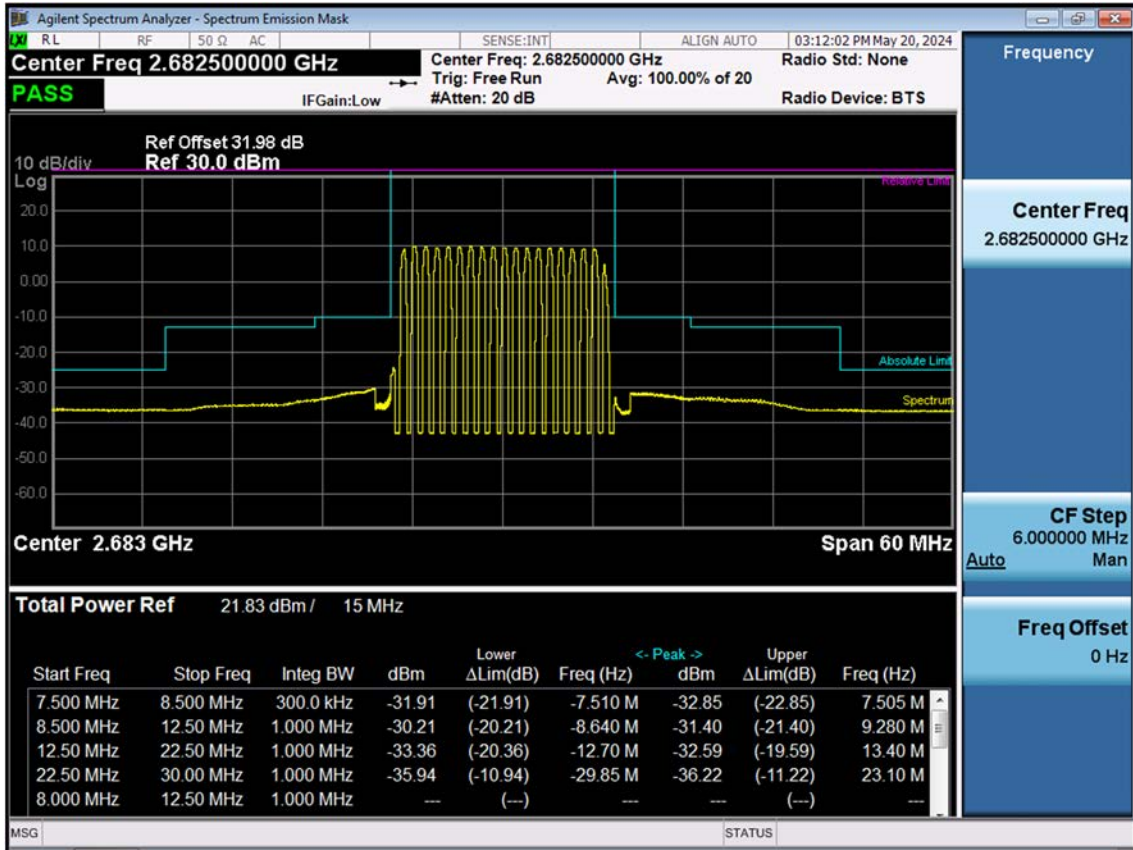 Agilent Spectrum Analyzer - Spectrum Emission Mask
LXI RL RF 50 Ω AC SENSE:INT ALIGN AUTO 03:12:02 PM May 20, 2024
Center Freq 2.682500000 GHz Center Freq: 2.682500000 GHz Radio Std: None
Trig: Free Run Avg: 100.00% of 20
PASS IFGain:Low #Atten: 20 dB Radio Device: BTS
Ref Offset 31.98 dB
10 dB/div Ref 30.0 dBm
Log
Relative Limit
20.0
10.0
0.00
-10.0
-20.0
Absolute Limit
-30.0
Spectrum
-40.0
-50.0
-60.0
Center 2.683 GHz Span 60 MHz
Total Power Ref 21.83 dBm / 15 MHz
Lower <- Peak -> Upper
Start Freq Stop Freq Integ BW dBm ΔLim(dB) Freq (Hz) dBm ΔLim(dB) Freq (Hz)
7.500 MHz 8.500 MHz 300.0 kHz -31.91 (-21.91) -7.510 M -32.85 (-22.85) 7.505 M
8.500 MHz 12.50 MHz 1.000 MHz -30.21 (-20.21) -8.640 M -31.40 (-21.40) 9.280 M
12.50 MHz 22.50 MHz 1.000 MHz -33.36 (-20.36) -12.70 M -32.59 (-19.59) 13.40 M
22.50 MHz 30.00 MHz 1.000 MHz -35.94 (-10.94) -29.85 M -36.22 (-11.22) 23.10 M
8.000 MHz 12.50 MHz 1.000 MHz --- (---) --- --- (---) ---
MSG STATUS
Frequency
Center Freq
2.682500000 GHz
CF Step
6.000000 MHz
Auto Man
Freq Offset
0 Hz